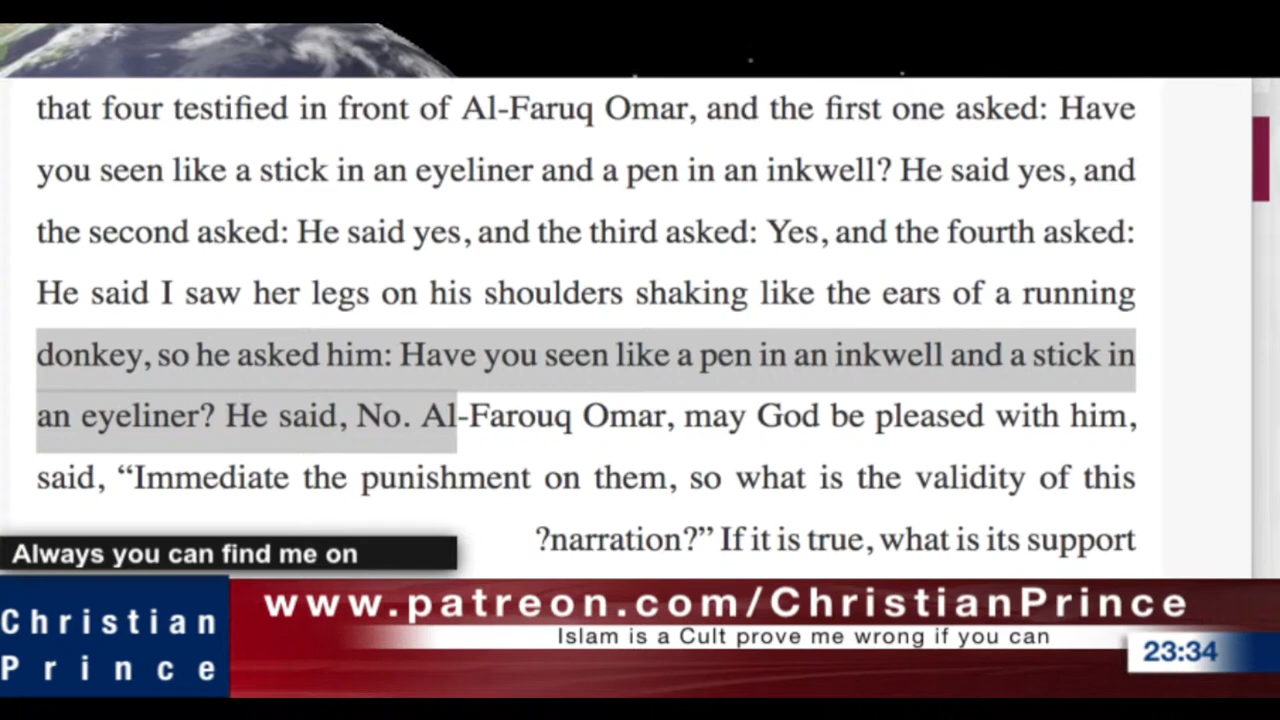 that four testified in front of Al-Faruq Omar, and the first one asked: Have
you seen like a stick in an eyeliner and a pen in an inkwell? He said yes, and
the second asked: He said yes, and the third asked: Yes, and the fourth asked:
He said I saw her legs on his shoulders shaking like the ears of a running
donkey, so he asked him: Have you seen like a pen in an inkwell and a stick in
an eyeliner? He said, No. Al-Farouq Omar, may God be pleased with him,
said, “Immediate the punishment on them, so what is the validity of this
?narration?” If it is true, what is its support
Always you can find me on
Christian
Prince
www.patreon.com/ChristianPrince
Islam is a Cult prove me wrong if you can
23:34